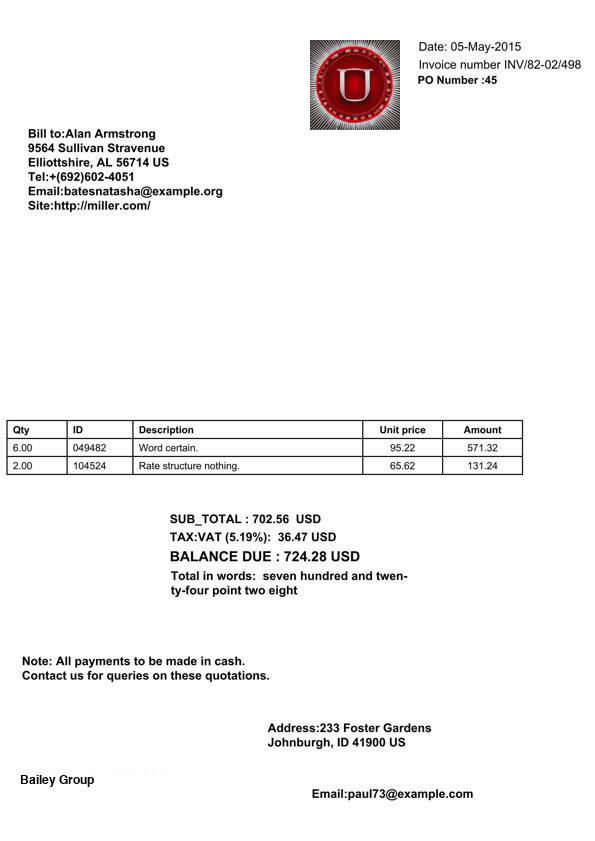 Date: 05-May-2015
Invoice number INV/82-02/498
PO Number :45
U
Bill to:Alan Armstrong
9564 Sullivan Stravenue
Elliottshire, AL 56714 US
Tel:+(692)602-4051
Email:batesnatasha@example.org
Site:http://miller.com/
Qty ID Description Unit price Amount
6.00 049482 Word certain. 95.22 571.32
2.00 104524 Rate structure nothing. 65.62 131.24
SUB_TOTAL : 702.56 USD
TAX:VAT (5.19%): 36.47 USD
BALANCE DUE : 724.28 USD
Total in words: seven hundred and twen-
ty-four point two eight
Note: All payments to be made in cash.
Contact us for queries on these quotations.
Address:233 Foster Gardens
Johnburgh, ID 41900 US
Bailey Group
Email:paul73@example.com